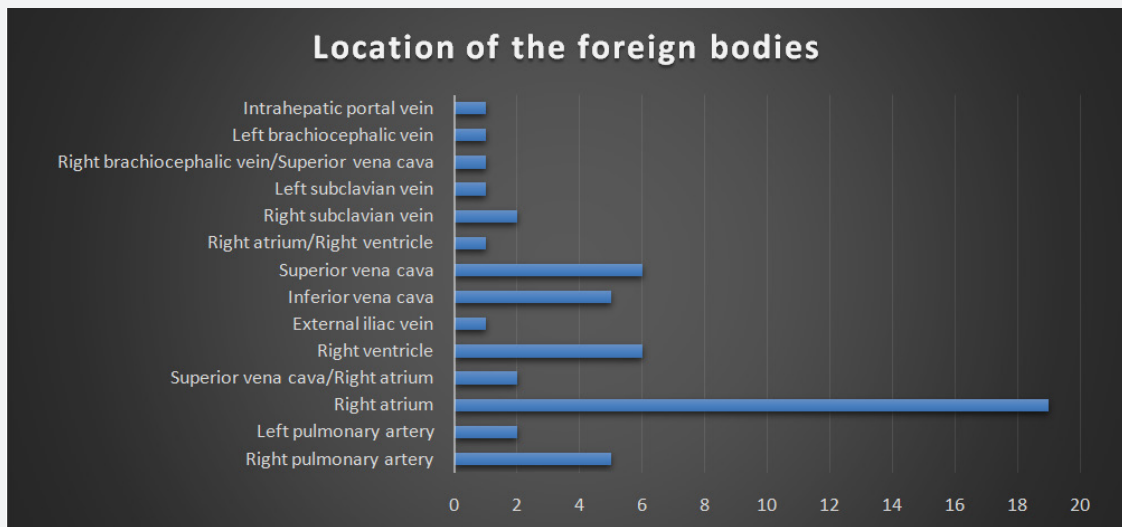 Location of the foreign bodies
Intrahepatic portal vein
Left brachiocephalic vein
Right brachiocephalic vein/Superior vena cava
Left subclavian vein
Right subclavian vein
Right atrium/Right ventricle
Superior vena cava
Inferior vena cava
External iliac vein
Right ventricle
Superior vena cava/Right atrium
Right atrium
Left pulmonary artery
Right pulmonary artery
0 2 4 6 8 10 12 14 16 18 20